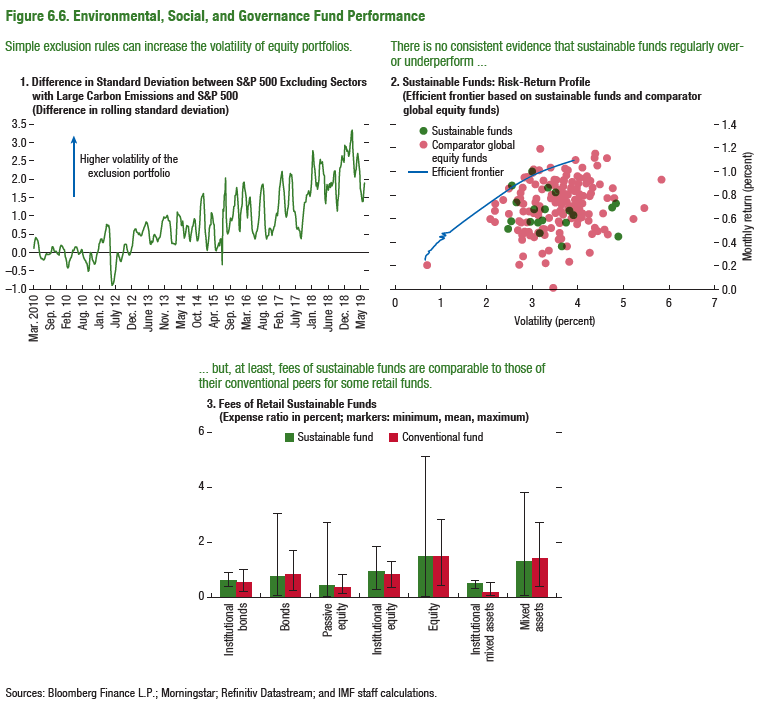 Figure 6.6. Environmental, Social, and Governance Fund Performance
Simple exclusion rules can increase the volatility of equity portfolios.
1. Difference in Standard Deviation between S&P 500 Excluding Sectors
with Large Carbon Emissions and S&P 500
(Difference in rolling standard deviation)
Higher volatility of the
exclusion portfolio
3.5
3.0
2.5
2.0
1.5
1.0
0.5
0.0
–0.5
–1.0
Mar. 2010
Sep. 10
Feb. 10
Aug. 10
Jan. 12
July 12
Dec. 12
June 13
Nov. 13
May 14
Oct. 14
Apr. 15
Sep. 15
Mar. 16
Aug. 16
Feb. 17
July 17
Jan. 18
June 18
Dec. 18
May 19
There is no consistent evidence that sustainable funds regularly over-
or underperform ...
2. Sustainable Funds: Risk-Return Profile
(Efficient frontier based on sustainable funds and comparator
global equity funds)
Sustainable funds
Comparator global
equity funds
Efficient frontier
1.4
1.2
1.0
0.8
0.6
0.4
0.2
0.0
Monthly return (percent)
0 1 2 3 4 5 6 7
Volatility (percent)
... but, at least, fees of sustainable funds are comparable to those of
their conventional peers for some retail funds.
3. Fees of Retail Sustainable Funds
(Expense ratio in percent; markers: minimum, mean, maximum)
Sustainable fund Conventional fund
6
4
2
0
Institutional
bonds
Bonds
Passive
equity
Institutional
equity
Equity
Institutional
mixed assets
Mixed
assets
Sources: Bloomberg Finance L.P.; Morningstar; Refinitiv Datastream; and IMF staff calculations.